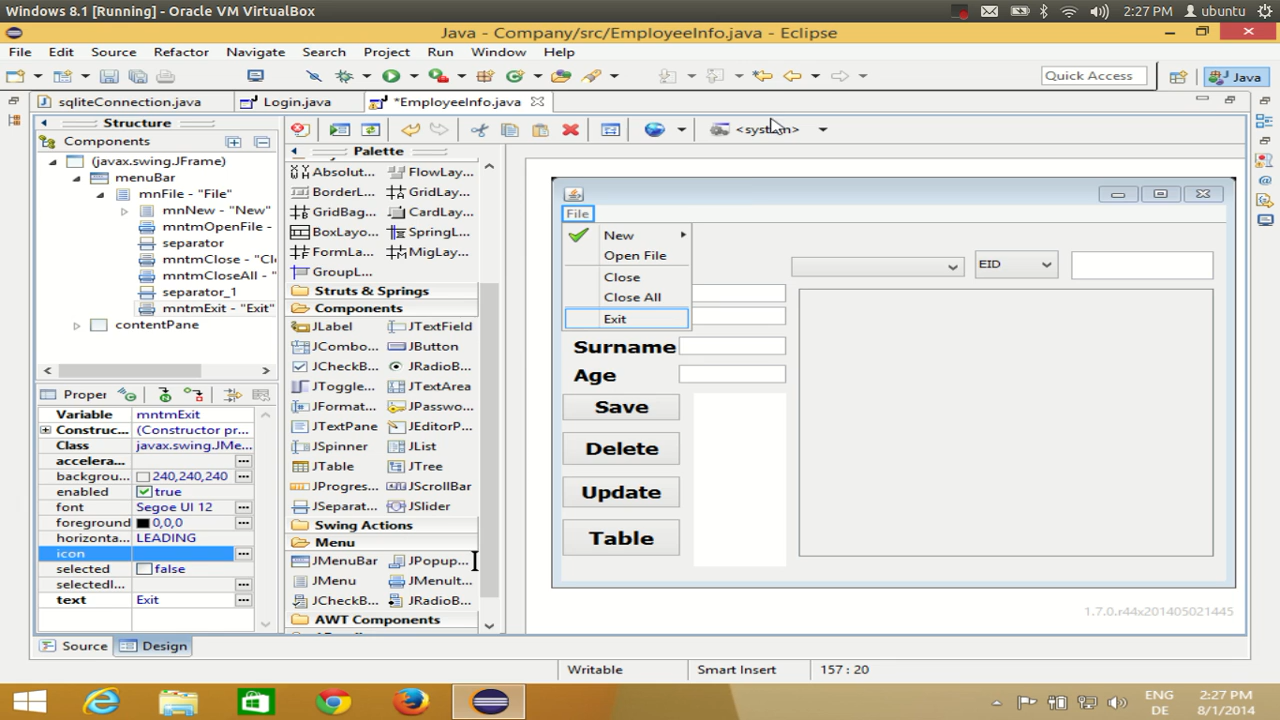 Windows 8.1 [Running] - Oracle VM VirtualBox
2:27 PM
ubuntu
Java - Company/src/EmployeeInfo.java - Eclipse
File Edit Source Refactor Navigate Search Project Run Window Help
Quick Access
Java
sqliteConnection.java
Login.java
*EmployeeInfo.java
Structure
Components
(javax.swing.JFrame)
menuBar
mnFile - "File"
mnNew - "New"
mntmOpenFile -
separator
mntmClose - "Cl
mntmCloseAll - "
separator_1
mntmExit - "Exit"
contentPane
Proper
Variable mntmExit
Construc... (Constructor pr...
Class javax.swing.JMe...
accelera...
backgrou... 240,240,240
enabled true
font Segoe UI 12
foreground 0,0,0
horizonta... LEADING
icon
selected false
selectedI...
text Exit
Source
Design
Palette
Absolut... FlowLay...
BorderL... GridLay...
GridBag... CardLay...
BoxLayo... SpringL...
FormLa... MigLay...
GroupL...
Struts & Springs
Components
JLabel JTextField
JCombo... JButton
JCheckB... JRadioB...
JToggle... JTextArea
JFormat... JPasswo...
JTextPane JEditorP...
JSpinner JList
JTable JTree
JProgres... JScrollBar
JSeparat... JSlider
Swing Actions
Menu
JMenuBar JPopup...
JMenu JMenuIt...
JCheckB... JRadioB...
AWT Components
<system>
File
New
Open File
Close
Close All
Exit
EID
Surname
Age
Save
Delete
Update
Table
1.7.0.r44x201405021445
Writable
Smart Insert
157 : 20
ENG
DE
2:27 PM
8/1/2014